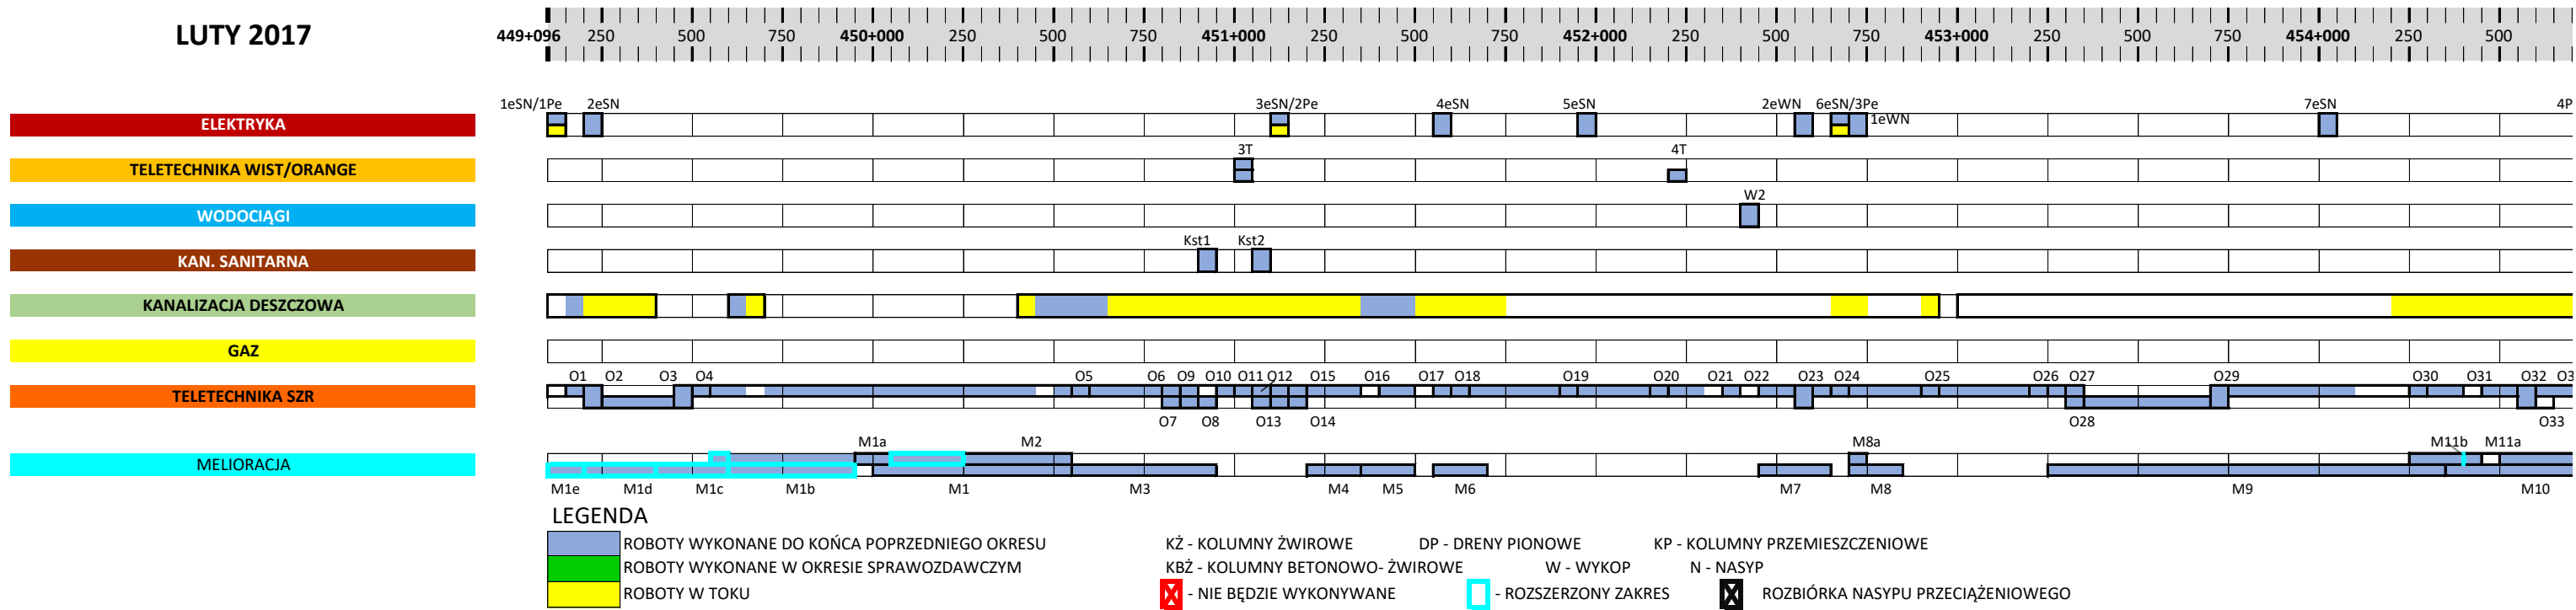 LUTY 2017
449+096 250 500 750 450+000 250 500 750 451+000 250 500 750 452+000 250 500 750 453+000 250 500 750 454+000 250 500
1eSN/1Pe 2eSN 3eSN/2Pe 4eSN 5eSN 2eWN 6eSN/3Pe 7eSN 4P
ELEKTRYKA 1eWN
3T 4T
TELETECHNIKA WIST/ORANGE
W2
WODOCIĄGI
Kst1 Kst2
KAN. SANITARNA
KANALIZACJA DESZCZOWA
GAZ
O1 O2 O3 O4 O5 O6 O9 O10 O11 O12 O15 O16 O17 O18 O19 O20 O21 O22 O23 O24 O25 O26 O27 O29 O30 O31 O32 O3
TELETECHNIKA SZR
O7 O8 O13 O14 O28 O33
M1a M2 M8a M11b M11a
MELIORACJA
M1e M1d M1c M1b M1 M3 M4 M5 M6 M7 M8 M9 M10
LEGENDA
ROBOTY WYKONANE DO KOŃCA POPRZEDNIEGO OKRESU KŻ - KOLUMNY ŻWIROWE DP - DRENY PIONOWE KP - KOLUMNY PRZEMIESZCZENIOWE
ROBOTY WYKONANE W OKRESIE SPRAWOZDAWCZYM KBŻ - KOLUMNY BETONOWO- ŻWIROWE W - WYKOP N - NASYP
ROBOTY W TOKU - NIE BĘDZIE WYKONYWANE - ROZSZERZONY ZAKRES ROZBIÓRKA NASYPU PRZECIĄŻENIOWEGO